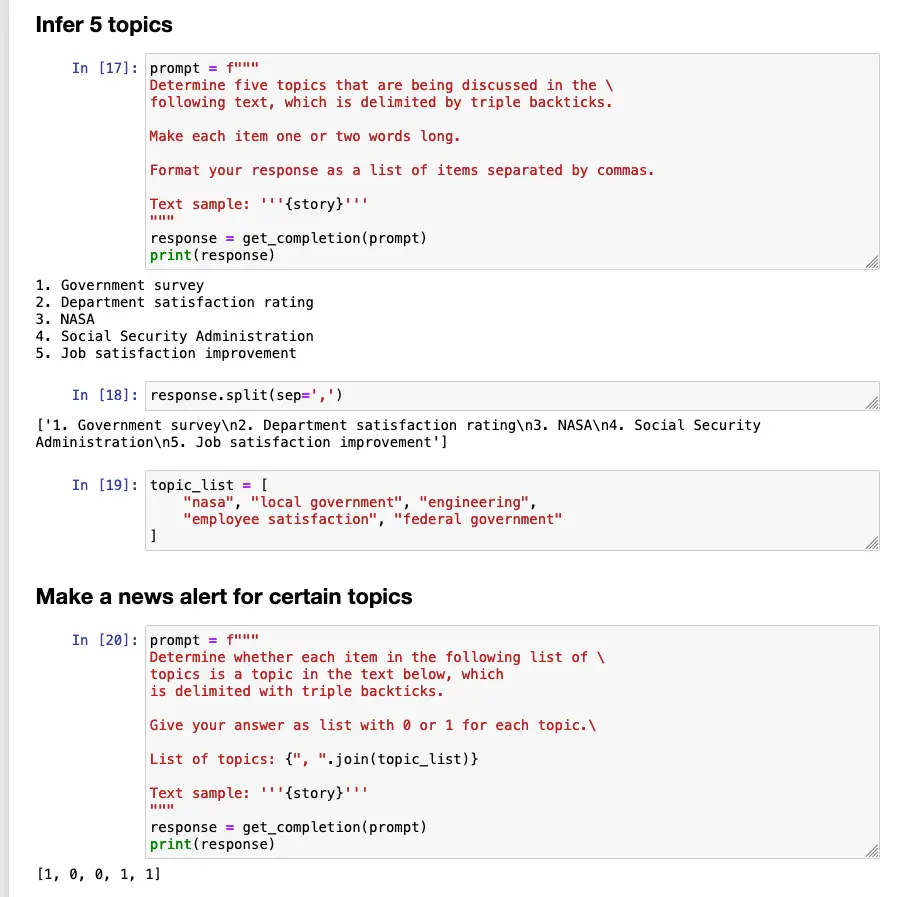 Infer 5 topics
In [17]: prompt = f"""
Determine five topics that are being discussed in the \
following text, which is delimited by triple backticks.
Make each item one or two words long.
Format your response as a list of items separated by commas.
Text sample: '''{story}'''
"""
response = get_completion(prompt)
print(response)
1. Government survey
2. Department satisfaction rating
3. NASA
4. Social Security Administration
5. Job satisfaction improvement
In [18]: response.split(sep=',')
['1. Government survey\n2. Department satisfaction rating\n3. NASA\n4. Social Security
Administration\n5. Job satisfaction improvement']
In [19]: topic_list = [
"nasa", "local government", "engineering",
"employee satisfaction", "federal government"
]
Make a news alert for certain topics
In [20]: prompt = f"""
Determine whether each item in the following list of \
topics is a topic in the text below, which
is delimited with triple backticks.
Give your answer as list with 0 or 1 for each topic.\
List of topics: {", ".join(topic_list)}
Text sample: '''{story}'''
"""
response = get_completion(prompt)
print(response)
[1, 0, 0, 1, 1]